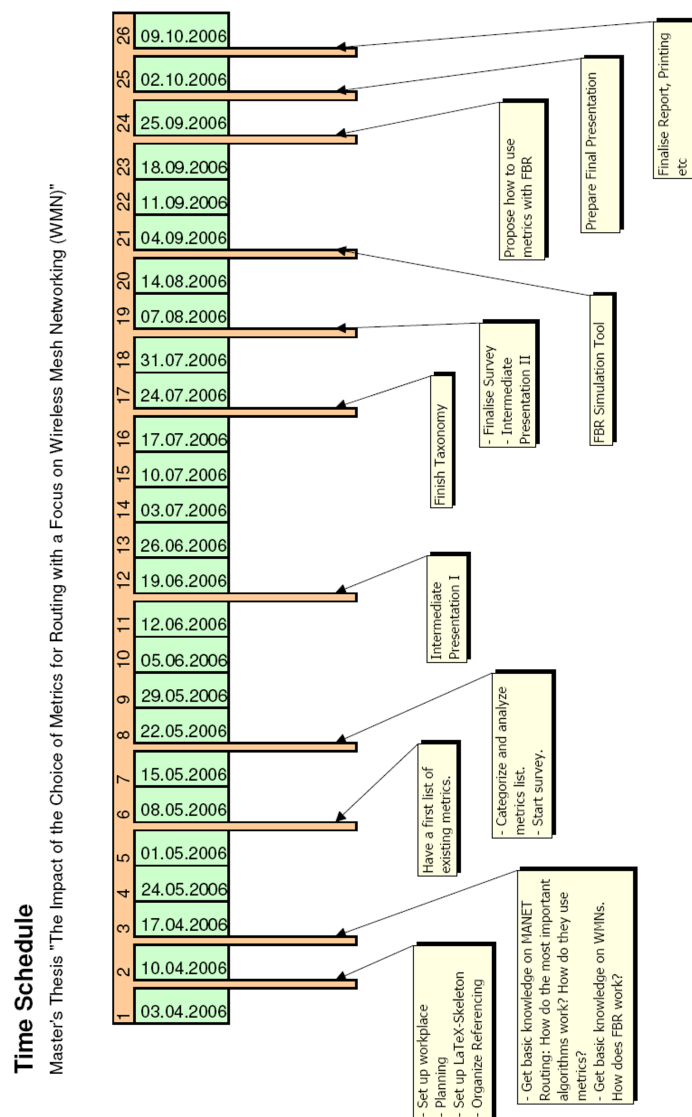 Time Schedule
Master's Thesis "The Impact of the Choice of Metrics for Routing with a Focus on Wireless Mesh Networking (WMN)"
1 03.04.2006
2 10.04.2006
3 17.04.2006
4 24.05.2006
5 01.05.2006
6 08.05.2006
7 15.05.2006
8 22.05.2006
9 29.05.2006
10 05.06.2006
11 12.06.2006
12 19.06.2006
13 26.06.2006
14 03.07.2006
15 10.07.2006
16 17.07.2006
17 24.07.2006
18 31.07.2006
19 07.08.2006
20 14.08.2006
21 04.09.2006
22 11.09.2006
23 18.09.2006
24 25.09.2006
25 02.10.2006
26 09.10.2006
- Set up workplace
- Planning
- Set up LaTeX-Skeleton
- Organize Referencing
- Get basic knowledge on MANET
Routing: How do the most important
algorithms work? How do they use
metrics?
- Get basic knowledge on WMNs.
How does FBR work?
Have a first list of
existing metrics.
- Categorize and analyze
metrics list.
- Start survey.
Intermediate
Presentation I
Finish Taxonomy
- Finalise Survey
- Intermediate
Presentation II
FBR Simulation Tool
Propose how to use
metrics with FBR
Prepare Final Presentation
Finalise Report, Printing
etc